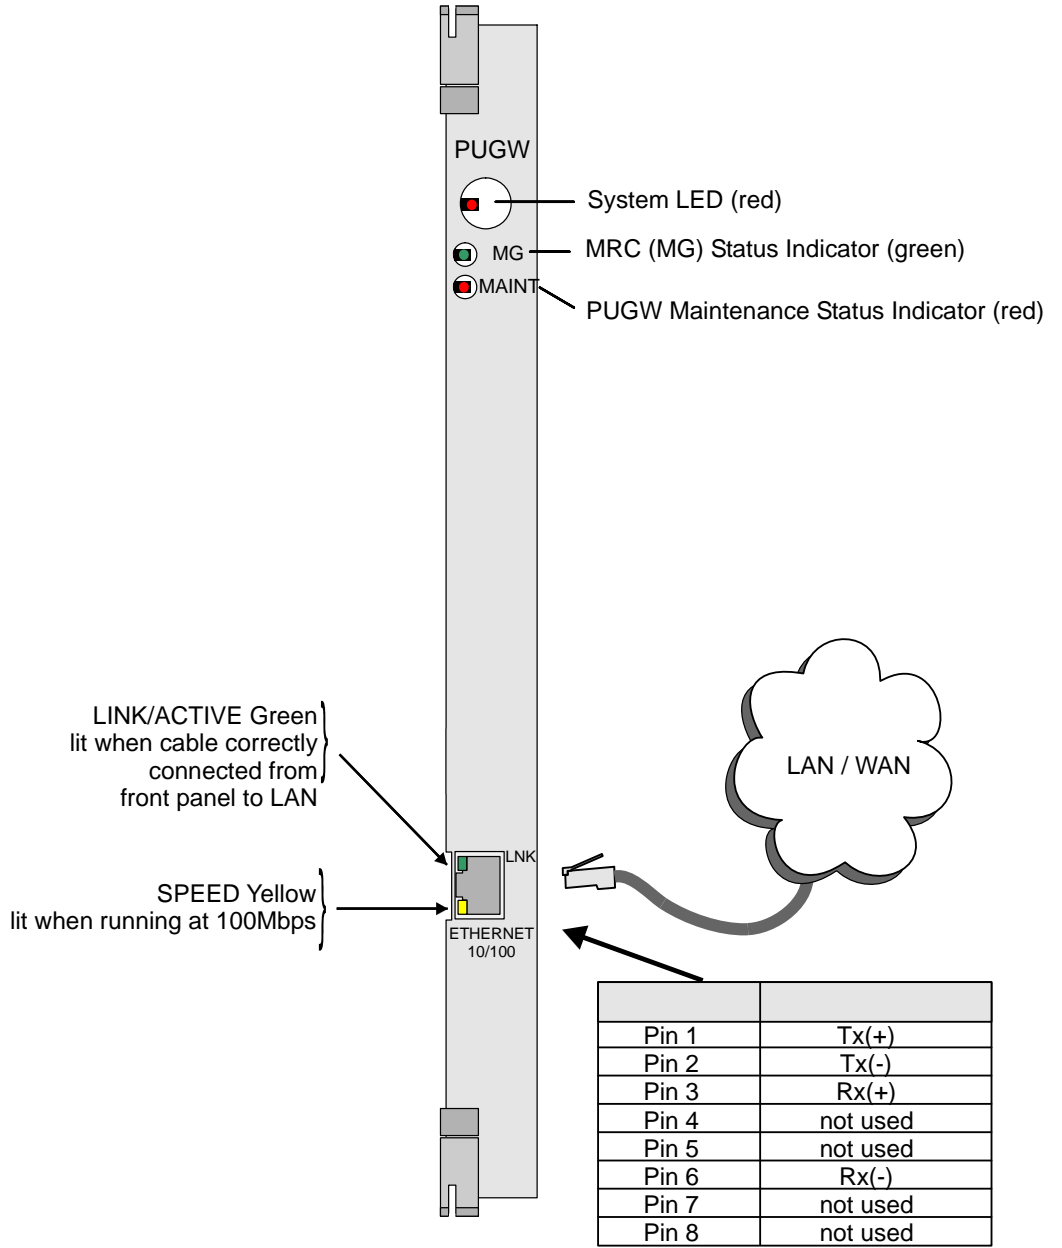 PUGW
System LED (red)
MG
MRC (MG) Status Indicator (green)
MAINT
PUGW Maintenance Status Indicator (red)
LINK/ACTIVE Green
lit when cable correctly
connected from
front panel to LAN
LAN / WAN
LNK
SPEED Yellow
lit when running at 100Mbps
ETHERNET
10/100
Pin 1 Tx(+)
Pin 2 Tx(-)
Pin 3 Rx(+)
Pin 4 not used
Pin 5 not used
Pin 6 Rx(-)
Pin 7 not used
Pin 8 not used